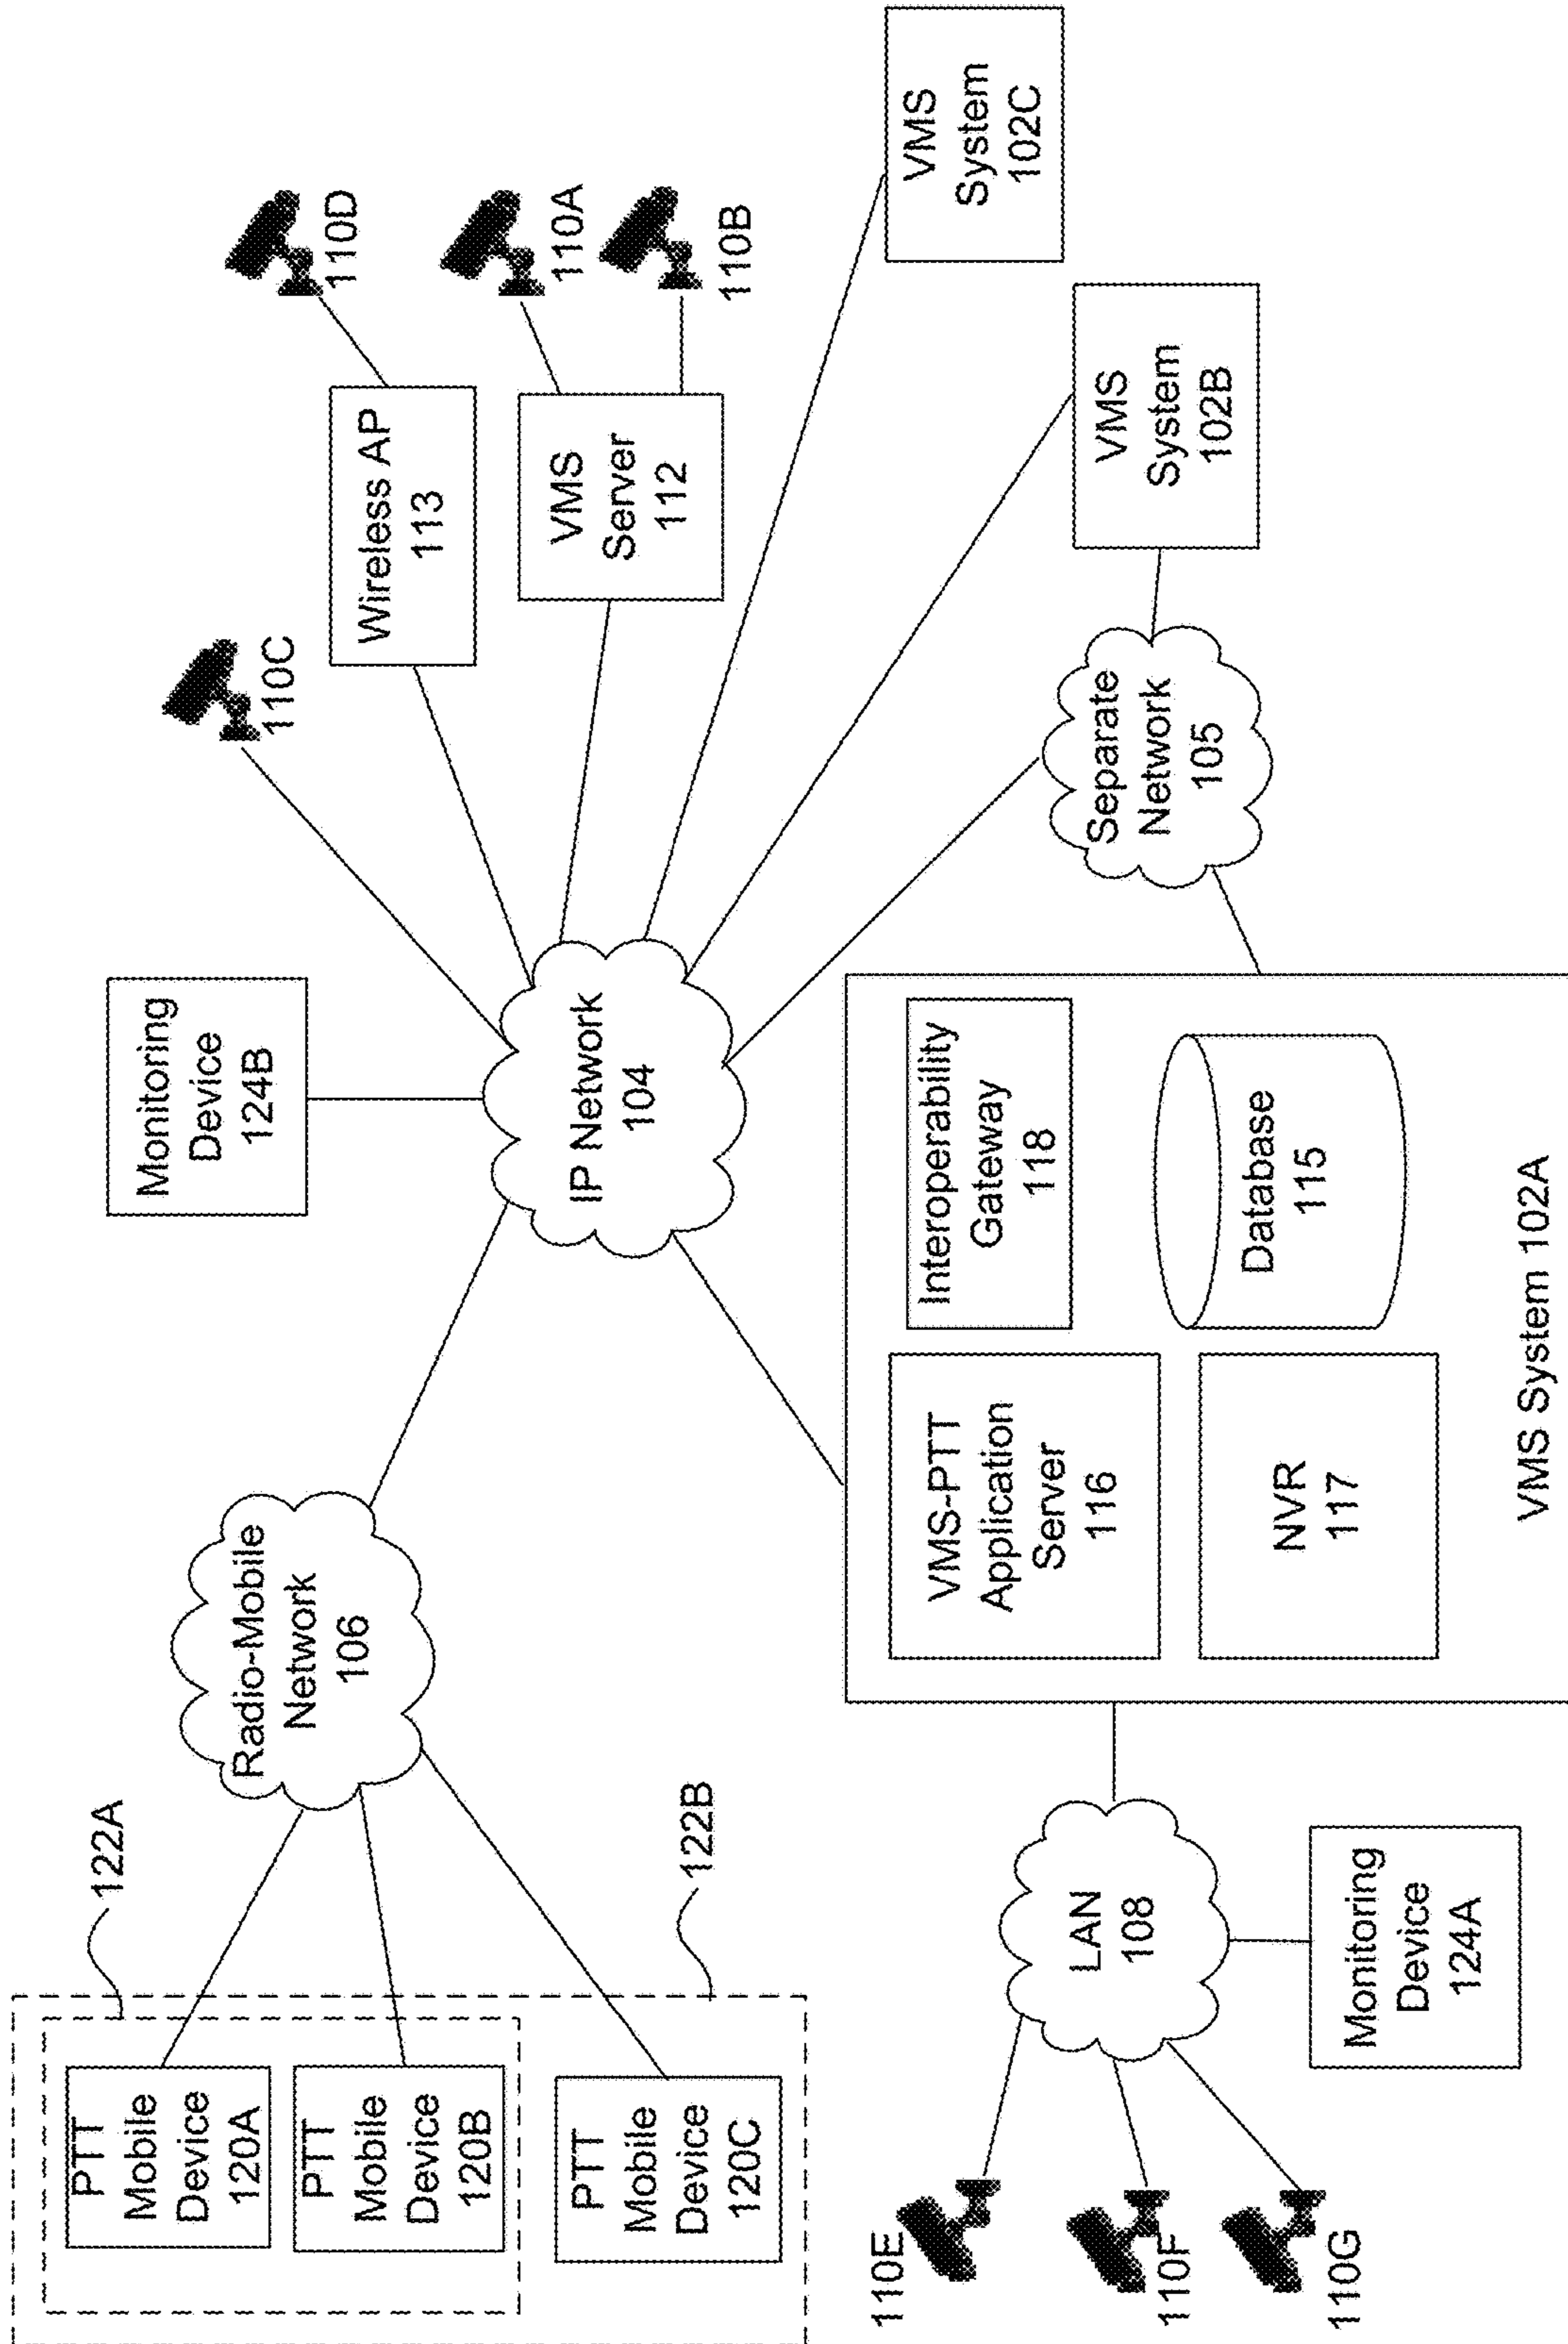 122A
122B
PTT
Mobile
Device
120A
PTT
Mobile
Device
120B
PTT
Mobile
Device
120C
Radio-Mobile
Network
106
Monitoring
Device
124B
110C
Wireless AP
113
110D
VMS
Server
112
110A
110B
IP Network
104
VMS
System
102C
VMS
System
102B
Separate
Network
105
110E
110F
110G
LAN
108
Monitoring
Device
124A
VMS-PTT
Application
Server
116
Interoperability
Gateway
118
NVR
117
Database
115
VMS System 102A